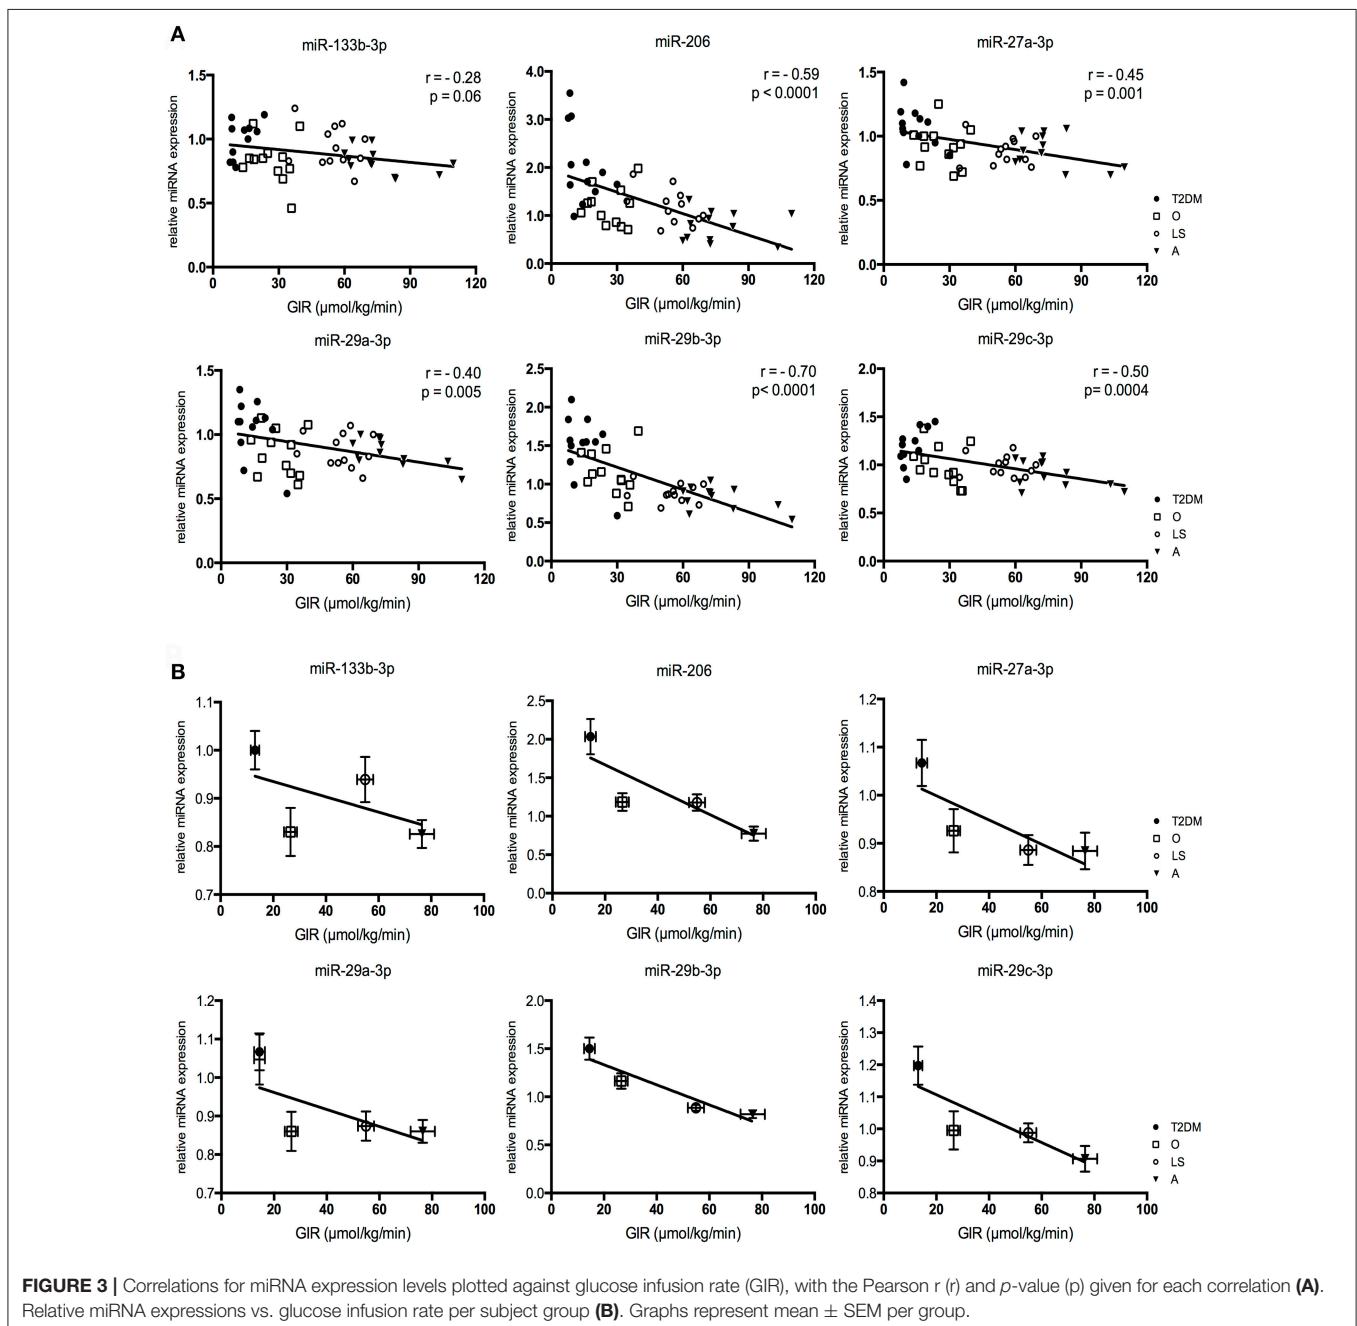 A
miR-133b-3p
r = - 0.28
p = 0.06
relative miRNA expression
1.5
1.0
0.5
0.0
0 30 60 90 120
GIR (µmol/kg/min)
miR-206
r = - 0.59
p < 0.0001
relative miRNA expression
4.0
3.0
2.0
1.0
0.0
0 30 60 90 120
GIR (µmol/kg/min)
miR-27a-3p
r = - 0.45
p = 0.001
relative miRNA expression
1.5
1.0
0.5
0.0
0 30 60 90 120
GIR (µmol/kg/min)
T2DM
O
LS
A
miR-29a-3p
r = - 0.40
p = 0.005
relative miRNA expression
1.5
1.0
0.5
0.0
0 30 60 90 120
GIR (µmol/kg/min)
miR-29b-3p
r = - 0.70
p< 0.0001
relative miRNA expression
2.5
2.0
1.5
1.0
0.5
0.0
0 30 60 90 120
GIR (µmol/kg/min)
miR-29c-3p
r = - 0.50
p= 0.0004
relative miRNA expression
2.0
1.5
1.0
0.5
0.0
0 30 60 90 120
GIR (µmol/kg/min)
T2DM
O
LS
A
B
miR-133b-3p
relative miRNA expression
1.1
1.0
0.9
0.8
0.7
0 20 40 60 80 100
GIR (µmol/kg/min)
miR-206
relative miRNA expression
2.5
2.0
1.5
1.0
0.5
0.0
0 20 40 60 80 100
GIR (µmol/kg/min)
miR-27a-3p
relative miRNA expression
1.2
1.1
1.0
0.9
0.8
0 20 40 60 80 100
GIR (µmol/kg/min)
T2DM
O
LS
A
miR-29a-3p
relative miRNA expression
1.2
1.1
1.0
0.9
0.8
0.7
0 20 40 60 80 100
GIR (µmol/kg/min)
miR-29b-3p
relative miRNA expression
2.0
1.5
1.0
0.5
0.0
0 20 40 60 80 100
GIR (µmol/kg/min)
miR-29c-3p
relative miRNA expression
1.4
1.3
1.2
1.1
1.0
0.9
0.8
0 20 40 60 80 100
GIR (µmol/kg/min)
T2DM
O
LS
A
FIGURE 3 | Correlations for miRNA expression levels plotted against glucose infusion rate (GIR), with the Pearson r (r) and p-value (p) given for each correlation (A).
Relative miRNA expressions vs. glucose infusion rate per subject group (B). Graphs represent mean ± SEM per group.